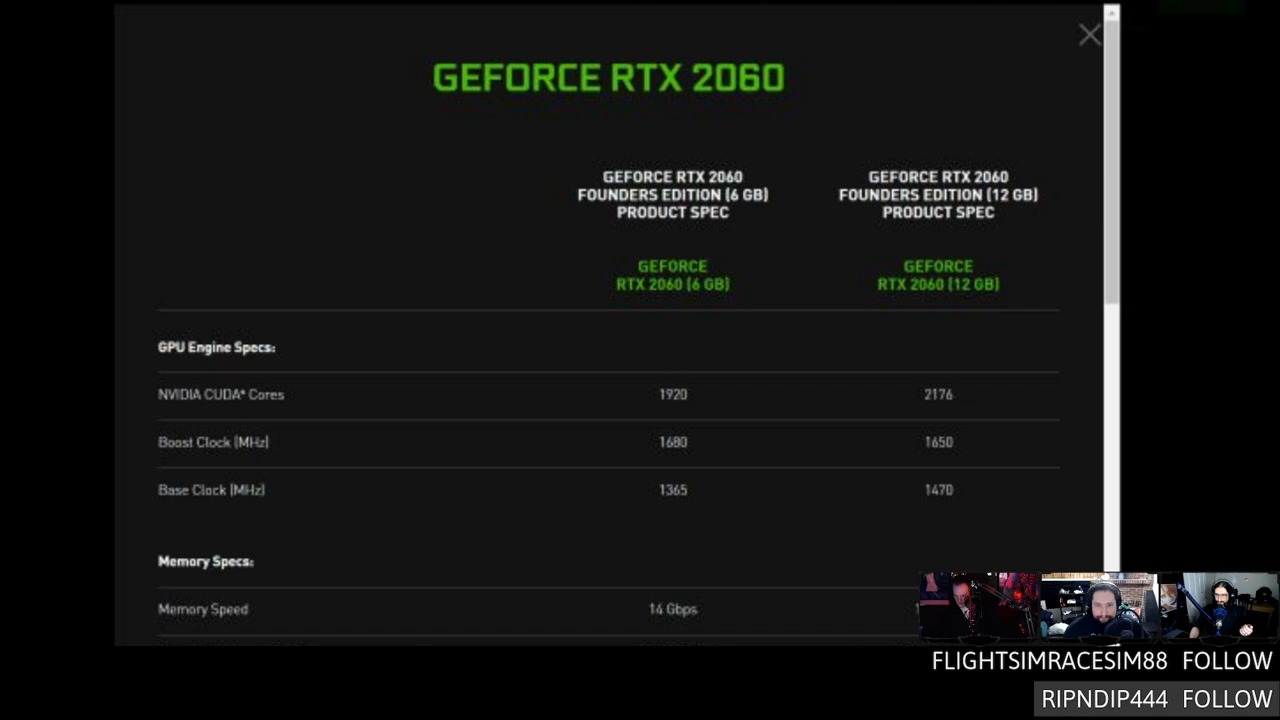 GEFORCE RTX 2060
GEFORCE RTX 2060
FOUNDERS EDITION (6 GB)
PRODUCT SPEC
GEFORCE RTX 2060
FOUNDERS EDITION (12 GB)
PRODUCT SPEC
GEFORCE
RTX 2060 (6 GB)
GEFORCE
RTX 2060 (12 GB)
GPU Engine Specs:
NVIDIA CUDA® Cores 1920 2176
Boost Clock (MHz) 1680 1650
Base Clock (MHz) 1365 1470
Memory Specs:
Memory Speed 14 Gbps
FLIGHTSIMRACESIM88 FOLLOW
RIPNDIP444 FOLLOW